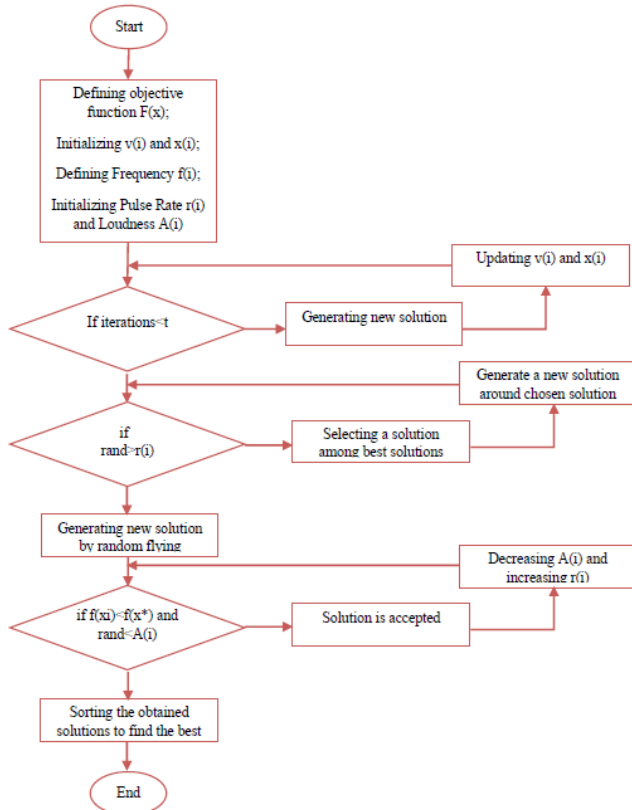 Start
Defining objective
function F(x);
Initializing v(i) and x(i);
Defining Frequency f(i);
Initializing Pulse Rate r(i)
and Loudness A(i)
Updating v(i) and x(i)
If iterations<t
Generating new solution
Generate a new solution
around chosen solution
if
rand>r(i)
Selecting a solution
among best solutions
Generating new solution
by random flying
Decreasing A(i) and
increasing r(i)
if f(xi)<f(x*) and
rand<A(i)
Solution is accepted
Sorting the obtained
solutions to find the best
End